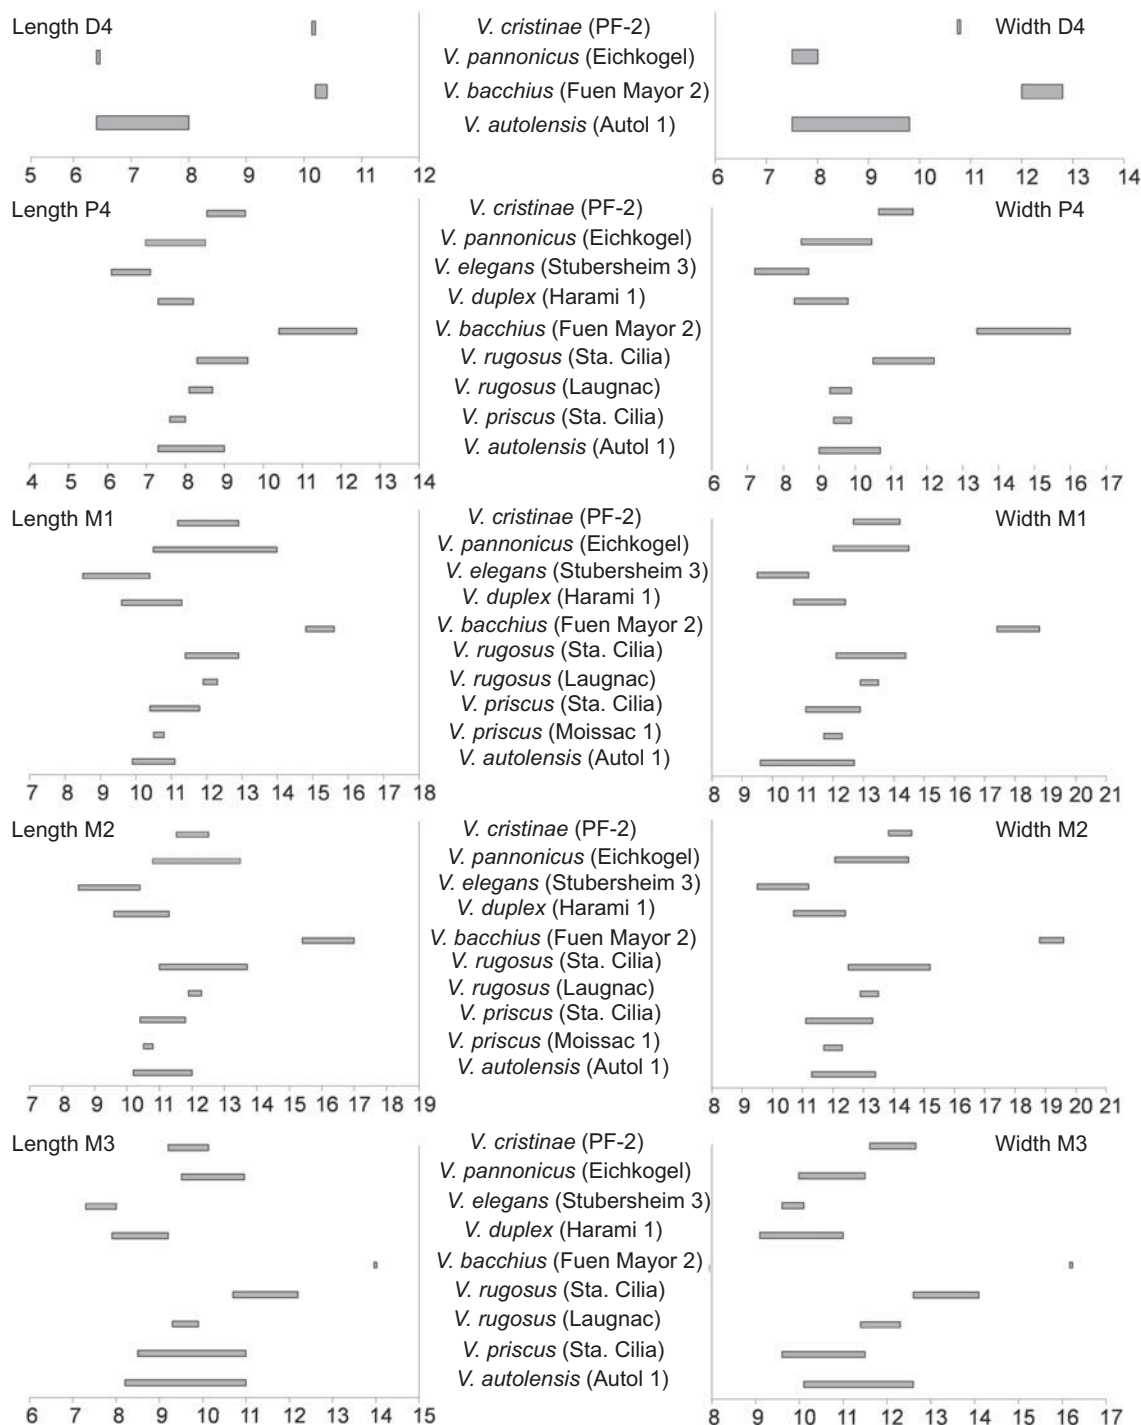 Length D4
V. cristinae (PF-2)
Width D4
V. pannonicus (Eichkogel)
V. bacchius (Fuen Mayor 2)
V. autolensis (Autol 1)
5 6 7 8 9 10 11 12
6 7 8 9 10 11 12 13 14
Length P4
V. cristinae (PF-2)
Width P4
V. pannonicus (Eichkogel)
V. elegans (Stubersheim 3)
V. duplex (Harami 1)
V. bacchius (Fuen Mayor 2)
V. rugosus (Sta. Cilia)
V. rugosus (Laugnac)
V. priscus (Sta. Cilia)
V. autolensis (Autol 1)
4 5 6 7 8 9 10 11 12 13 14
6 7 8 9 10 11 12 13 14 15 16 17
Length M1
V. cristinae (PF-2)
Width M1
V. pannonicus (Eichkogel)
V. elegans (Stubersheim 3)
V. duplex (Harami 1)
V. bacchius (Fuen Mayor 2)
V. rugosus (Sta. Cilia)
V. rugosus (Laugnac)
V. priscus (Sta. Cilia)
V. priscus (Moissac 1)
V. autolensis (Autol 1)
7 8 9 10 11 12 13 14 15 16 17 18
8 9 10 11 12 13 14 15 16 17 18 19 20 21
Length M2
V. cristinae (PF-2)
Width M2
V. pannonicus (Eichkogel)
V. elegans (Stubersheim 3)
V. duplex (Harami 1)
V. bacchius (Fuen Mayor 2)
V. rugosus (Sta. Cilia)
V. rugosus (Laugnac)
V. priscus (Sta. Cilia)
V. priscus (Moissac 1)
V. autolensis (Autol 1)
7 8 9 10 11 12 13 14 15 16 17 18 19
8 9 10 11 12 13 14 15 16 17 18 19 20 21
Length M3
V. cristinae (PF-2)
Width M3
V. pannonicus (Eichkogel)
V. elegans (Stubersheim 3)
V. duplex (Harami 1)
V. bacchius (Fuen Mayor 2)
V. rugosus (Sta. Cilia)
V. rugosus (Laugnac)
V. priscus (Sta. Cilia)
V. autolensis (Autol 1)
6 7 8 9 10 11 12 13 14 15
8 9 10 11 12 13 14 15 16 17